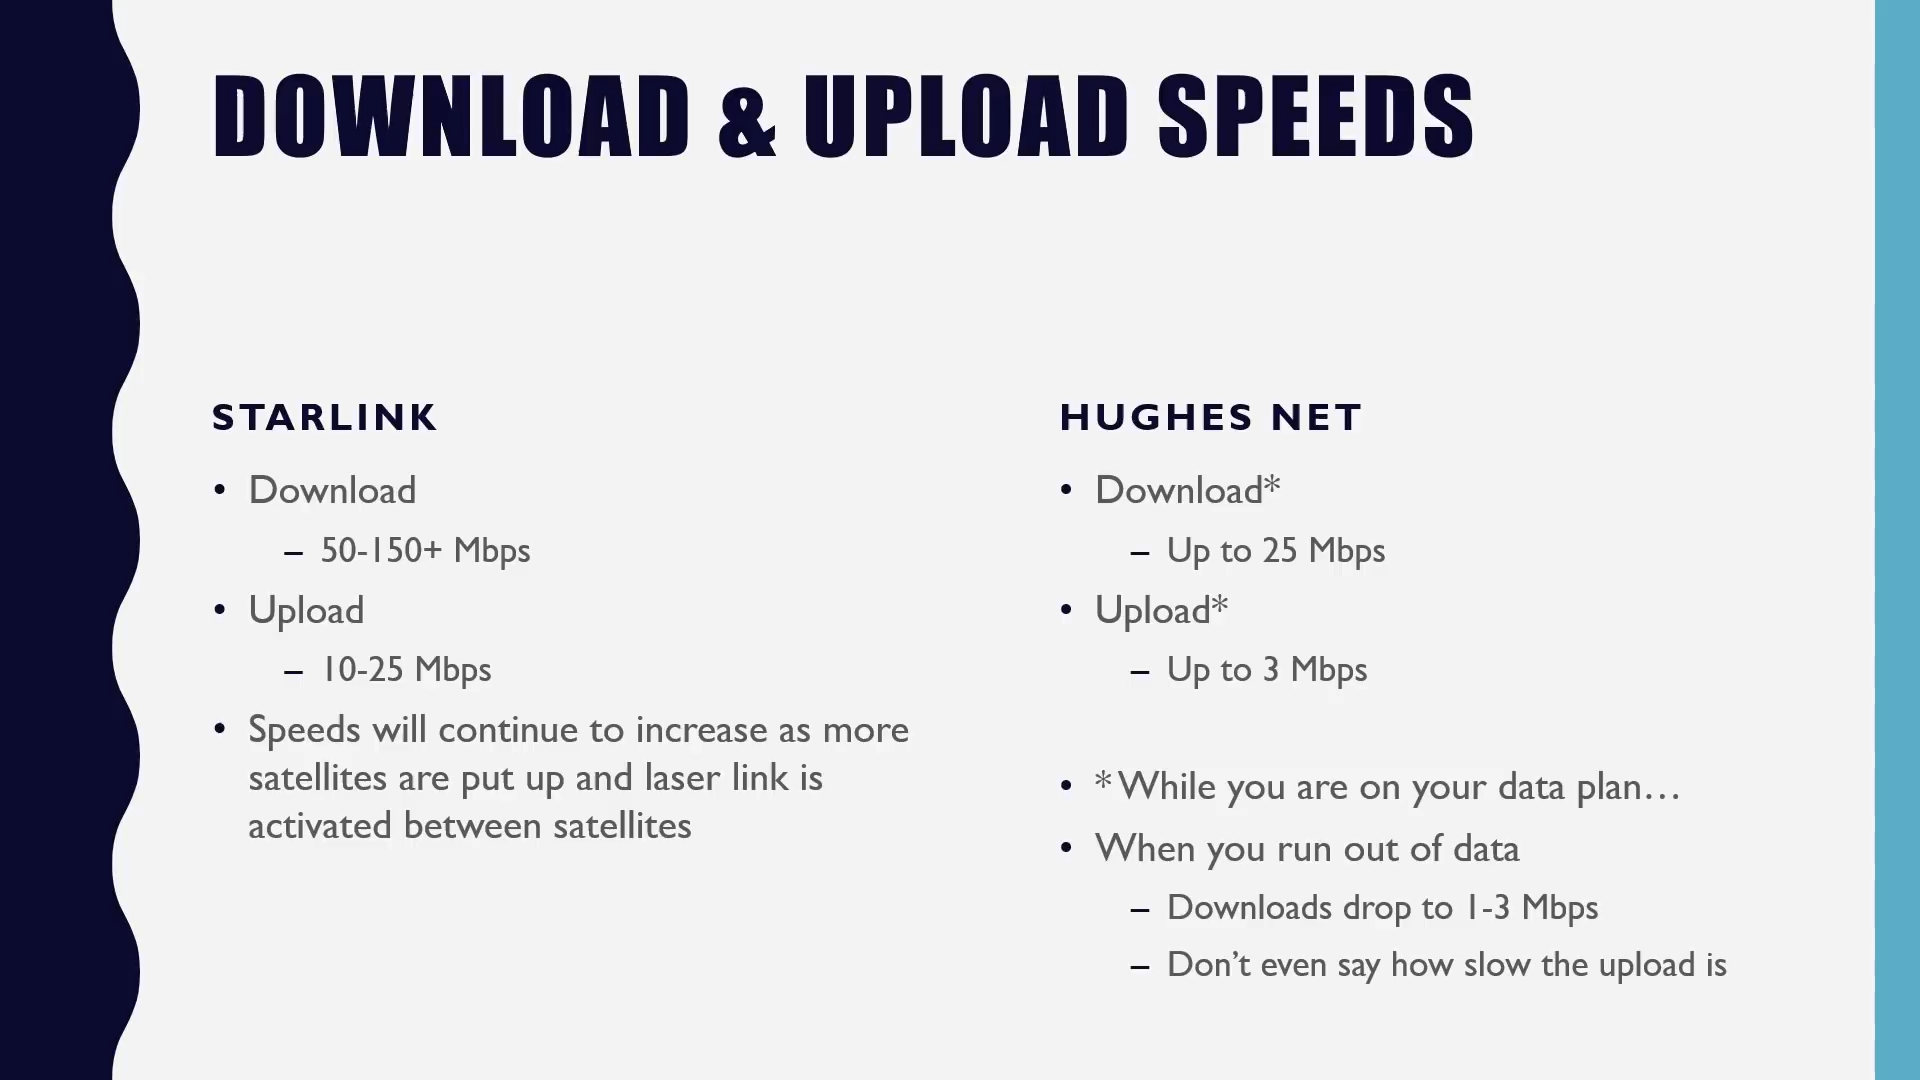 DOWNLOAD & UPLOAD SPEEDS
STARLINK
• Download
– 50-150+ Mbps
• Upload
– 10-25 Mbps
• Speeds will continue to increase as more
satellites are put up and laser link is
activated between satellites
HUGHES NET
• Download*
– Up to 25 Mbps
• Upload*
– Up to 3 Mbps
• * While you are on your data plan…
• When you run out of data
– Downloads drop to 1-3 Mbps
– Don’t even say how slow the upload is